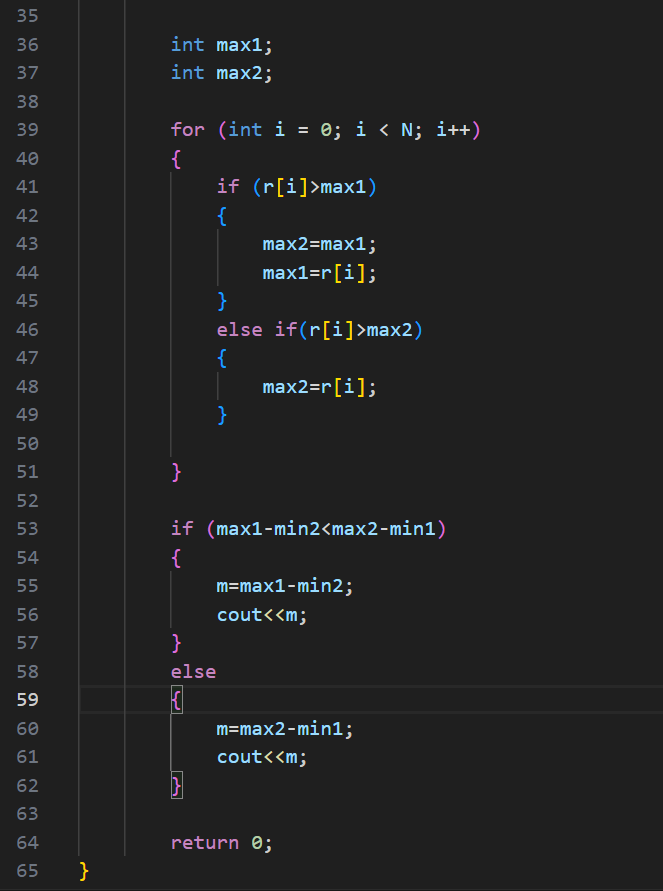 35
36 int max1;
37 int max2;
38
39 for (int i = 0; i < N; i++)
40 {
41 if (r[i]>max1)
42 {
43 max2=max1;
44 max1=r[i];
45 }
46 else if(r[i]>max2)
47 {
48 max2=r[i];
49 }
50
51 }
52
53 if (max1-min2<max2-min1)
54 {
55 m=max1-min2;
56 cout<<m;
57 }
58 else
59 {
60 m=max2-min1;
61 cout<<m;
62 }
63
64 return 0;
65 }